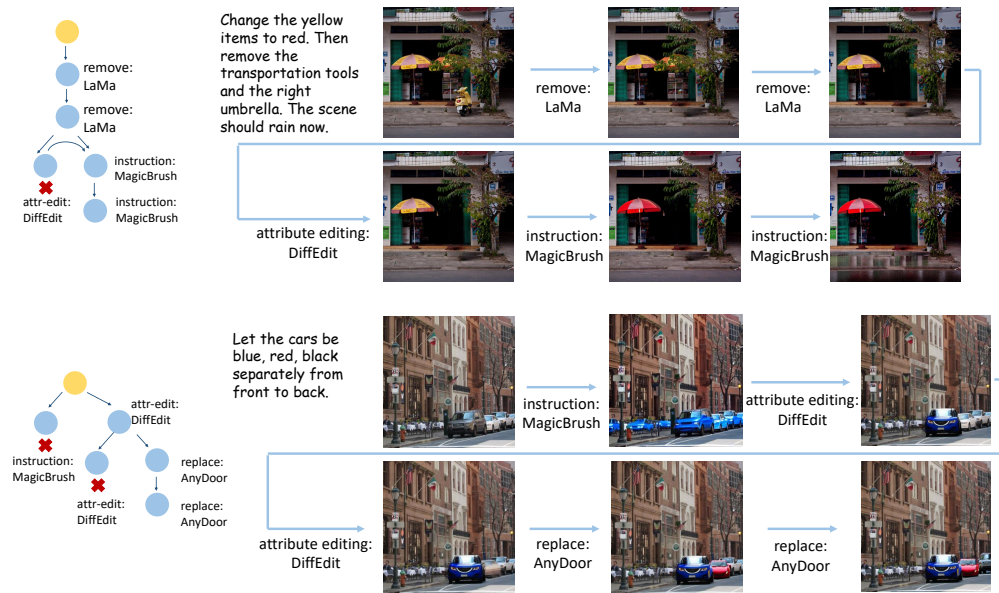 remove:
LaMa
remove:
LaMa
instruction:
MagicBrush
attr-edit:
DiffEdit
instruction:
MagicBrush
Change the yellow
items to red. Then
remove the
transportation tools
and the right
umbrella. The scene
should rain now.
remove:
LaMa
remove:
LaMa
attribute editing:
DiffEdit
instruction:
MagicBrush
instruction:
MagicBrush
attr-edit:
DiffEdit
instruction:
MagicBrush
attr-edit:
DiffEdit
replace:
AnyDoor
replace:
AnyDoor
Let the cars be
blue, red, black
separately from
front to back.
instruction:
MagicBrush
attribute editing:
DiffEdit
attribute editing:
DiffEdit
replace:
AnyDoor
replace:
AnyDoor